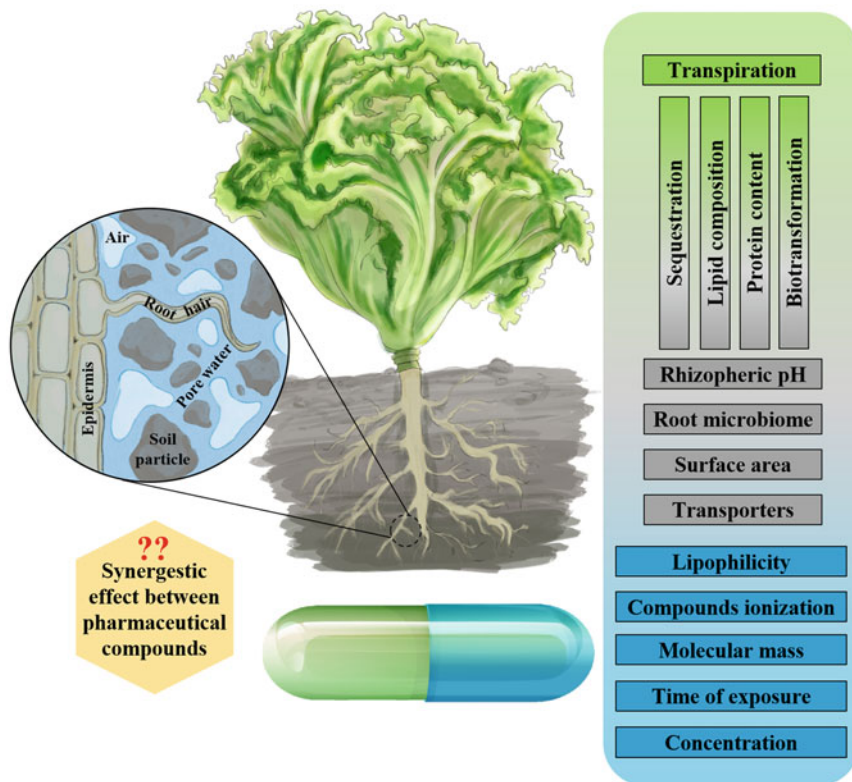 Transpiration
Sequestration
Lipid composition
Protein content
Biotransformation
Rhizopheric pH
Root microbiome
Surface area
Transporters
Lipophilicity
Compounds ionization
Molecular mass
Time of exposure
Concentration
Air
Root hair
Pore water
Epidermis
Soil
particle
??
Synergestic
effect between
pharmaceutical
compounds